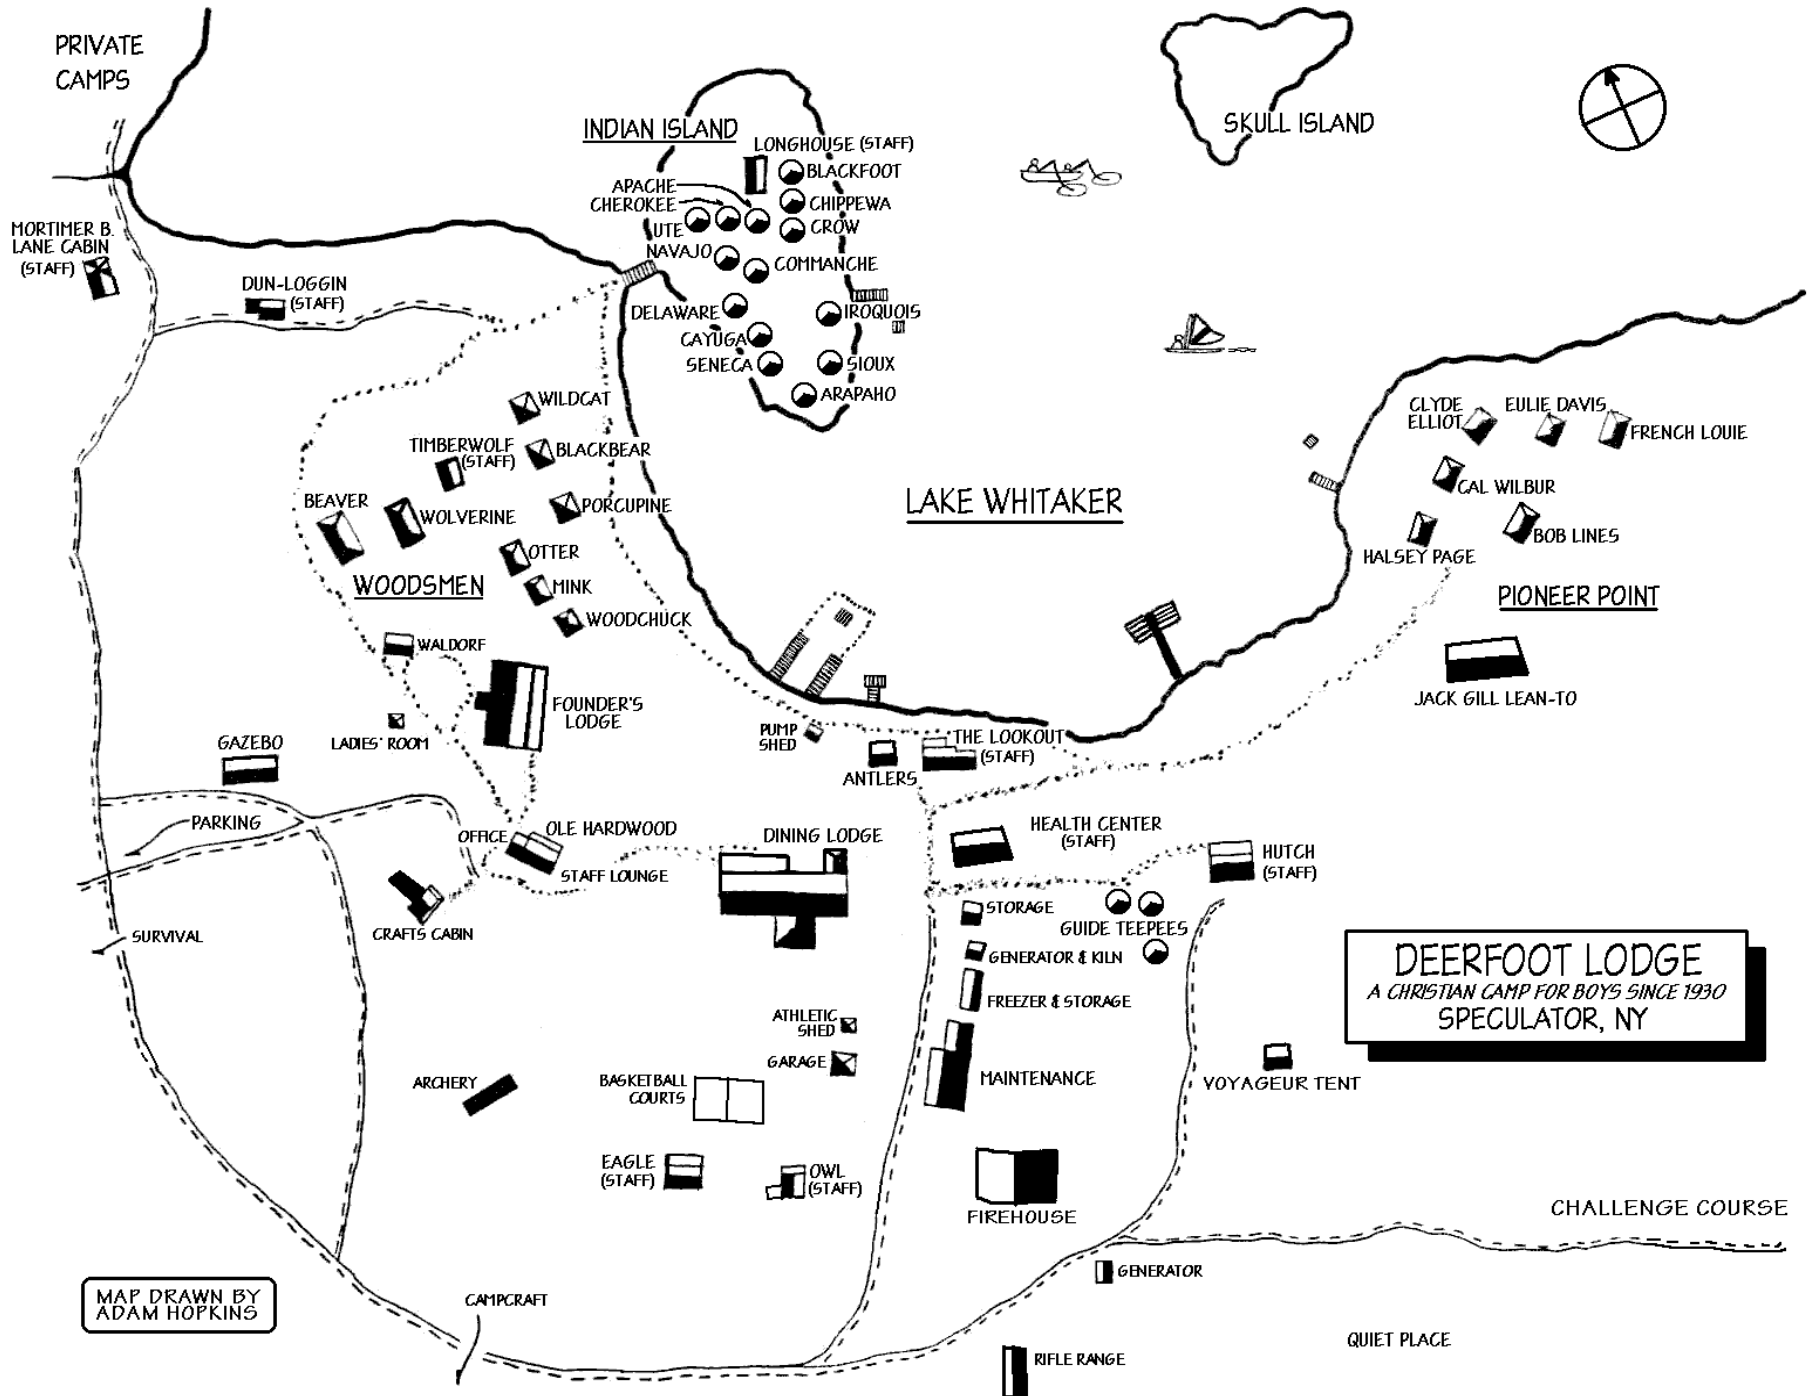 PRIVATE
CAMPS
INDIAN ISLAND
SKULL ISLAND
LONGHOUSE (STAFF)
BLACKFOOT
APACHE
CHEROKEE
CHIPPEWA
UTE
CROW
NAVAJO
COMMANCHE
MORTIMER B.
LANE CABIN
(STAFF)
DUN-LOGGIN
(STAFF)
DELAWARE
IROQUOIS
CAYUGA
SENECA
SIOUX
ARAPAHO
WILDCAT
TIMBERWOLF
(STAFF)
BLACKBEAR
BEAVER
WOLVERINE
PORCUPINE
OTTER
WOODSMEN
MINK
WOODCHUCK
LAKE WHITAKER
CLYDE
ELLIOT
EULIE DAVIS
FRENCH LOUIE
CAL WILBUR
BOB LINES
HALSEY PAGE
PIONEER POINT
JACK GILL LEAN-TO
WALDORF
FOUNDER'S
LODGE
LADIES' ROOM
GAZEBO
PUMP
SHED
ANTLERS
THE LOOKOUT
(STAFF)
PARKING
OFFICE
OLE HARDWOOD
STAFF LOUNGE
DINING LODGE
HEALTH CENTER
(STAFF)
HUTCH
(STAFF)
CRAFTS CABIN
SURVIVAL
STORAGE
GUIDE TEEPEES
GENERATOR & KILN
FREEZER & STORAGE
DEERFOOT LODGE
A CHRISTIAN CAMP FOR BOYS SINCE 1930
SPECULATOR, NY
ATHLETIC
SHED
GARAGE
ARCHERY
BASKETBALL
COURTS
MAINTENANCE
VOYAGEUR TENT
EAGLE
(STAFF)
OWL
(STAFF)
FIREHOUSE
CHALLENGE COURSE
GENERATOR
MAP DRAWN BY
ADAM HOPKINS
CAMPCRAFT
QUIET PLACE
RIFLE RANGE